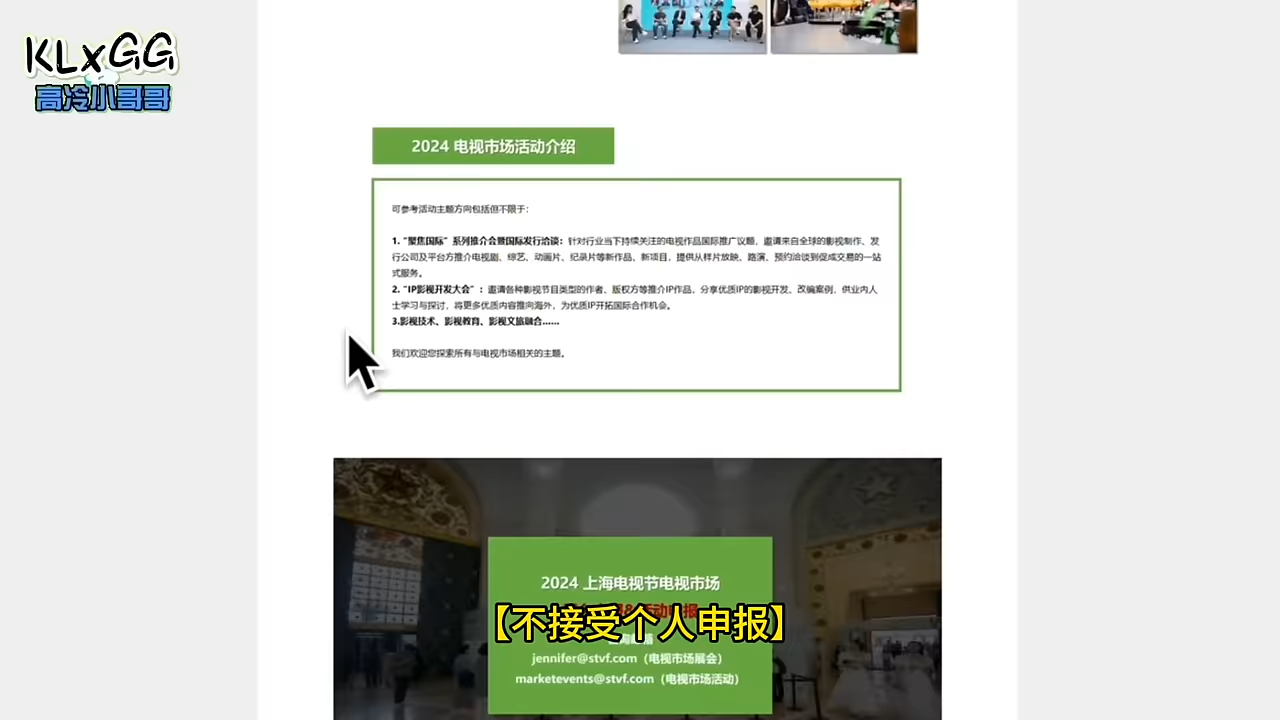 KLxGG
高冷小哥哥
2024 电视市场活动介绍
可参考活动主题方向包括但不限于：
1. "聚焦国际" 系列推介会暨国际发行洽谈：针对行业当下持续关注的电视作品国际推广议题，邀请来自全球的影视制作、发
行公司及平台方推介电视剧、综艺、动画片、纪录片等新作品、新项目，提供从样片放映、路演、预约洽谈到促成交易的一站
式服务。
2. "IP影视开发大会"：邀请各种影视节目类型的作者、版权方等推介IP作品，分享优质IP的影视开发、改编案例，供业内人
士学习与探讨，将更多优质内容推向海外，为优质IP开拓国际合作机会。
3.影视技术、影视教育、影视文旅融合……
我们欢迎您探索所有与电视市场相关的主题。
2024 上海电视节电视市场
【不接受个人申报】
jennifer@stvf.com（电视市场展会）
marketevents@stvf.com（电视市场活动）